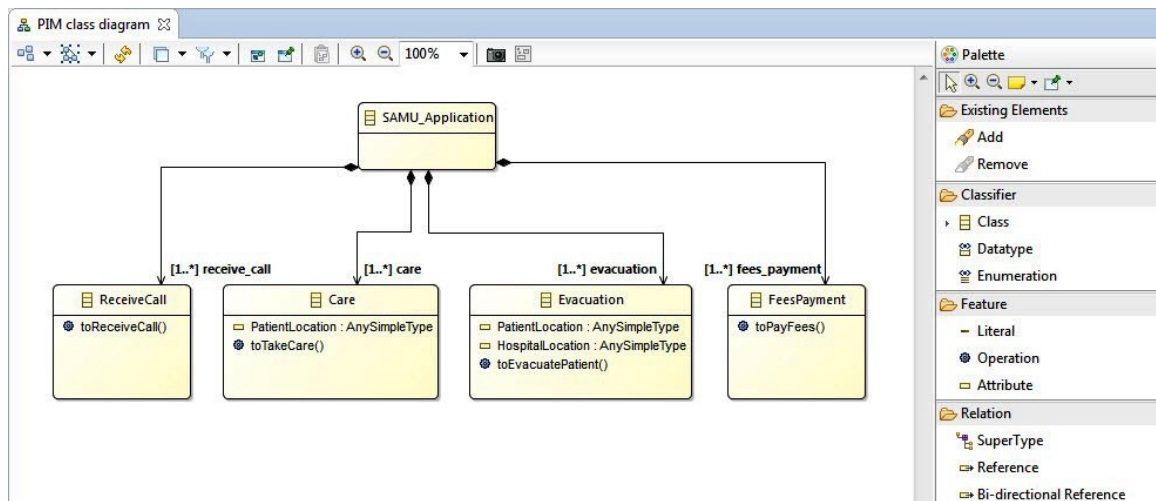 PIM class diagram
100%
SAMU_Application
[1..*] receive_call
[1..*] care
[1..*] evacuation
[1..*] fees_payment
ReceiveCall
toReceiveCall()
Care
PatientLocation : AnySimpleType
toTakeCare()
Evacuation
PatientLocation : AnySimpleType
HospitalLocation : AnySimpleType
toEvacuatePatient()
FeesPayment
toPayFees()
Palette
Existing Elements
Add
Remove
Classifier
Class
Datatype
Enumeration
Feature
Literal
Operation
Attribute
Relation
SuperType
Reference
Bi-directional Reference